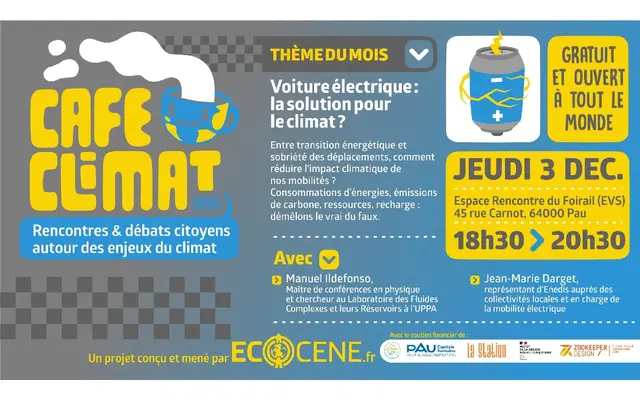 CAFE
CLIMAT
Rencontres & débats citoyens
autour des enjeux du climat
THÈME DU MOIS
Voiture électrique :
la solution pour
le climat ?
Entre transition énergétique et
sobriété des déplacements, comment
réduire l'impact climatique de
nos mobilités ?
Consommations d'énergies, émissions
de carbone, ressources, recharge :
démêlons le vrai du faux.
GRATUIT
ET OUVERT
À TOUT LE
MONDE
JEUDI 3 DEC.
Espace Rencontre du Foirail (EVS)
45 rue Carnot, 64000 Pau
18h30 > 20h30
Avec
Manuel Ildefonso,
Maître de conférences en physique
et chercheur au Laboratoire des Fluides
Complexes et leurs Réservoirs à l'UPPA
Jean-Marie Darget,
représentant d'Enedis auprès des
collectivités locales et en charge de
la mobilité électrique
Un projet conçu et mené par ECOCENE.fr
Avec le soutien financier de :
PAU Capitale
LA STATION
ZOOKEEPER
DESIGN